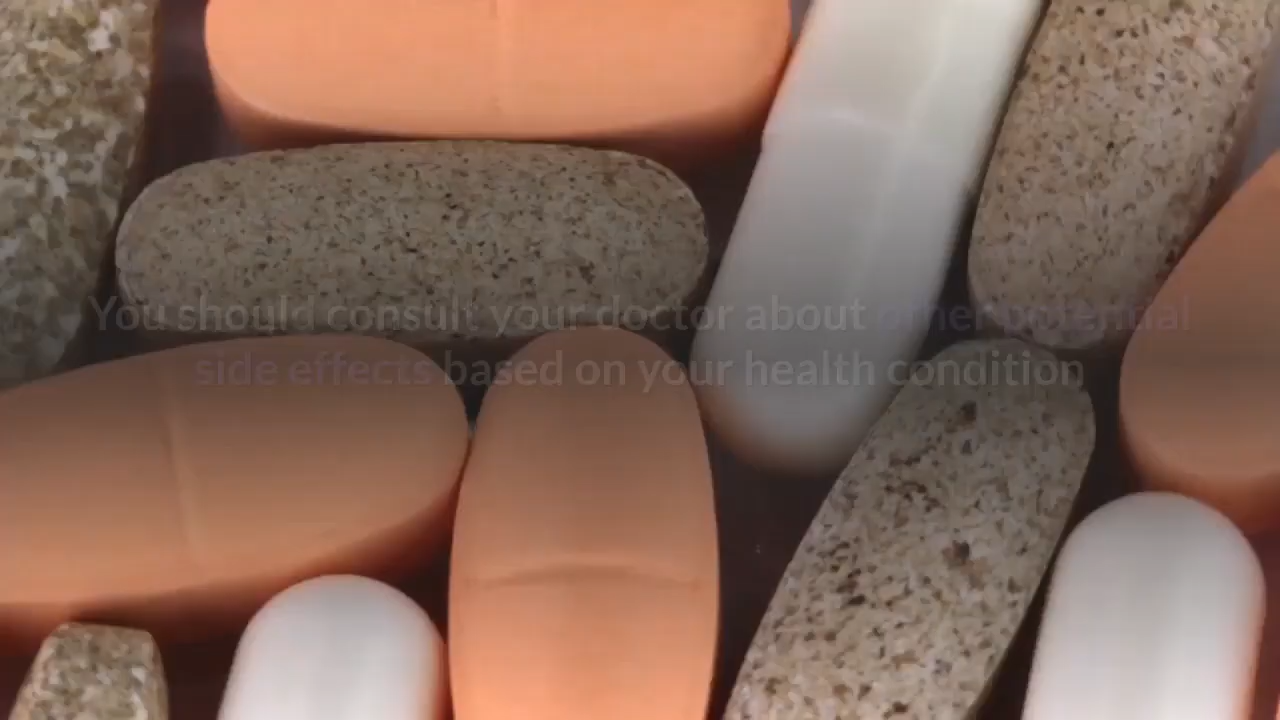 You should consult your doctor about other potential
side effects based on your health condition